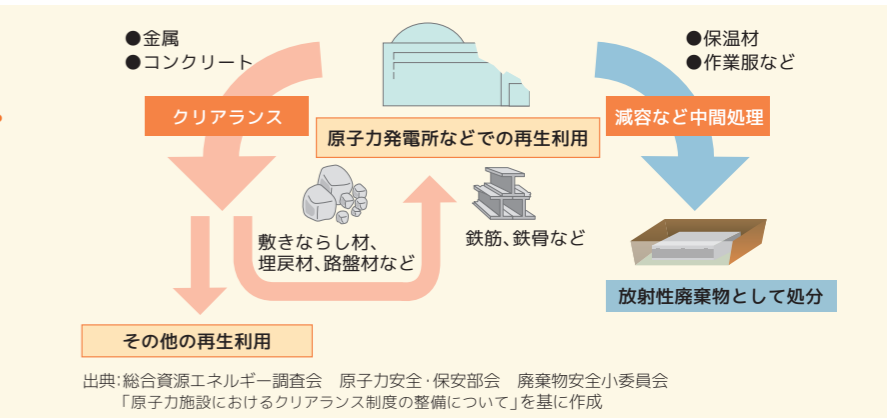 ●金属
●コンクリート
●保温材
●作業服など
クリアランス
減容など中間処理
原子力発電所などでの再生利用
敷きならし材、
埋戻材、路盤材など
鉄筋、鉄骨など
放射性廃棄物として処分
その他の再生利用
出典:総合資源エネルギー調査会　原子力安全・保安部会　廃棄物安全小委員会
「原子力施設におけるクリアランス制度の整備について」を基に作成